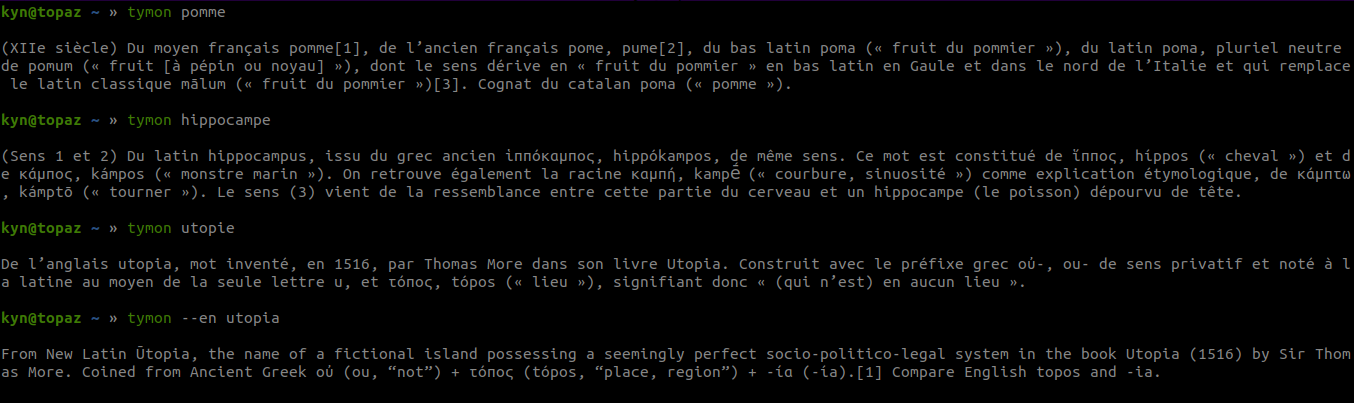 kyn@topaz ~ » tymon pomme
(XIIe siècle) Du moyen français pomme[1], de l’ancien français pome, pume[2], du bas latin poma (« fruit du pommier »), du latin poma, pluriel neutre
de pomum (« fruit [à pépin ou noyau] »), dont le sens dérive en « fruit du pommier » en bas latin en Gaule et dans le nord de l’Italie et qui remplace
le latin classique mālum (« fruit du pommier »)[3]. Cognat du catalan poma (« pomme »).
kyn@topaz ~ » tymon hippocampe
(Sens 1 et 2) Du latin hippocampus, issu du grec ancien ἱππόκαμπος, hippókampos, de même sens. Ce mot est constitué de ἵππος, híppos (« cheval ») et d
e κάμπος, kámpos (« monstre marin »). On retrouve également la racine καμπή, kampḗ (« courbure, sinuosité ») comme explication étymologique, de κάμπτω
, kámptō (« tourner »). Le sens (3) vient de la ressemblance entre cette partie du cerveau et un hippocampe (le poisson) dépourvu de tête.
kyn@topaz ~ » tymon utopie
De l’anglais utopia, mot inventé, en 1516, par Thomas More dans son livre Utopia. Construit avec le préfixe grec οὐ-, ou- de sens privatif et noté à l
a latine au moyen de la seule lettre u, et τόπος, tópos (« lieu »), signifiant donc « (qui n’est) en aucun lieu ».
kyn@topaz ~ » tymon --en utopia
From New Latin Ūtopia, the name of a fictional island possessing a seemingly perfect socio-politico-legal system in the book Utopia (1516) by Sir Thom
as More. Coined from Ancient Greek οὐ (ou, “not”) + τόπος (tópos, “place, region”) + -ία (-ía).[1] Compare English topos and -ia.